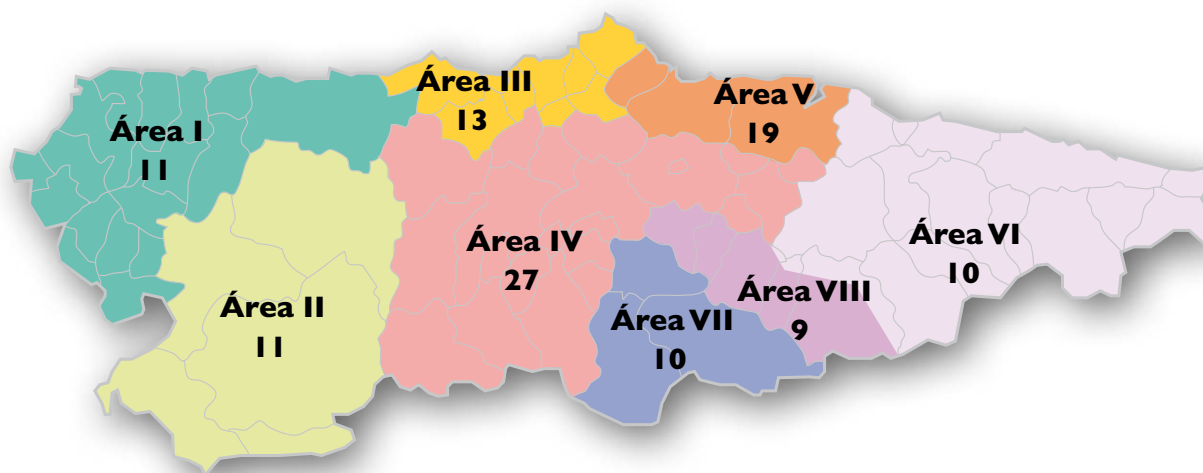 Área I
11
Área II
11
Área III
13
Área IV
27
Área V
19
Área VI
10
Área VII
10
Área VIII
9